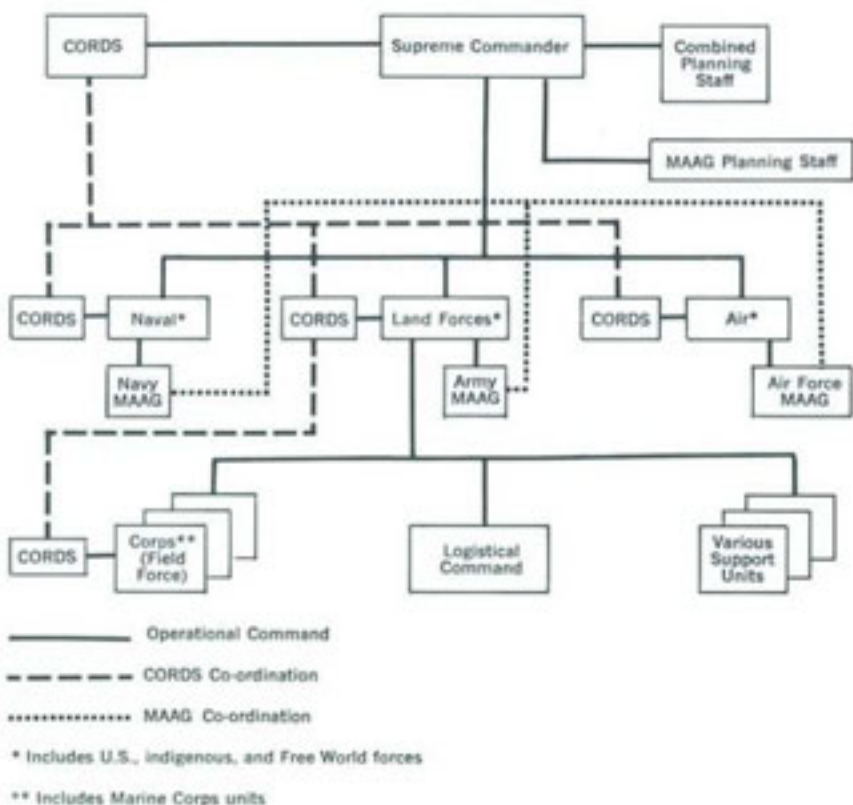 CORDS
Supreme Commander
Combined
Planning
Staff
MAAG Planning Staff
CORDS
Naval*
CORDS
Land Forces*
CORDS
Air*
Navy
MAAG
Army
MAAG
Air Force
MAAG
CORDS
Corps**
(Field
Force)
Logistical
Command
Various
Support
Units
Operational Command
CORDS Co-ordination
MAAG Co-ordination
* Includes U.S., indigenous, and Free World forces
** Includes Marine Corps units